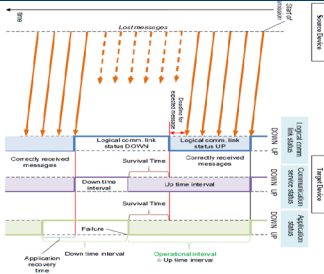 Source Device
Start of
mission
Lost messages
time
Deadline for
expected message
Target Device
Logical comm.
link status
DOWN UP
Logical comm. link
status DOWN
Logical comm. link
status UP
Correctly received
messages
Survival Time
Correctly received
messages
Communication
service status
DOWN UP
Down time
interval
Up time interval
Survival Time
Application
status
DOWN UP
Failure
Application
recovery
time
Down time interval
Operational Interval
Up time interval